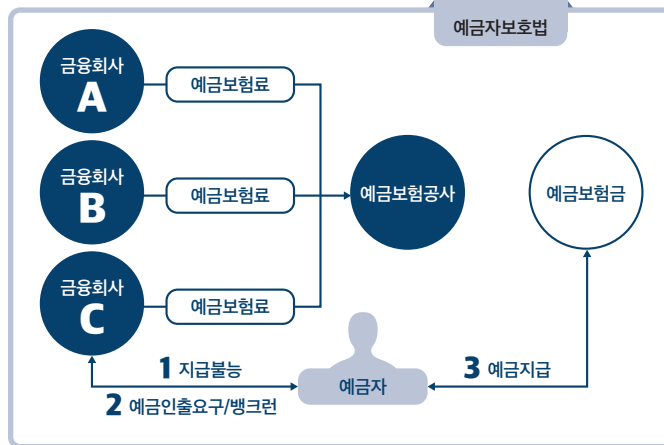 예금자보호법
금융회사
A
예금보험료
금융회사
B
예금보험료
예금보험공사
예금보험금
금융회사
C
예금보험료
1 지급불능
2 예금인출요구/뱅크런
예금자
3 예금지급